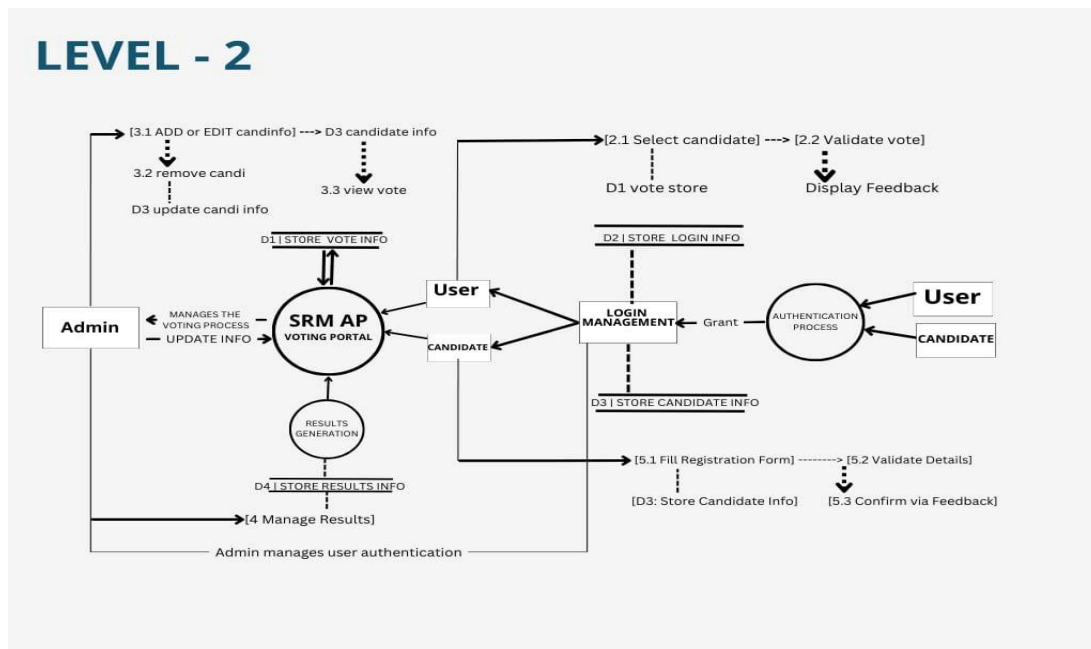 LEVEL - 2
[3.1 ADD or EDIT candinfo] ---> D3 candidate info
3.2 remove candi
3.3 view vote
D3 update candi info
[2.1 Select candidate] ---> [2.2 Validate vote]
D1 vote store
Display Feedback
D1 | STORE VOTE INFO
D2 | STORE LOGIN INFO
Admin
MANAGES THE
VOTING PROCESS
UPDATE INFO
SRM AP
VOTING PORTAL
User
CANDIDATE
LOGIN
MANAGEMENT
Grant
AUTHENTICATION
PROCESS
User
CANDIDATE
RESULTS
GENERATION
D3 | STORE CANDIDATE INFO
D4 | STORE RESULTS INFO
[4 Manage Results]
[5.1 Fill Registration Form] --------> [5.2 Validate Details]
[D3: Store Candidate Info]
[5.3 Confirm via Feedback]
Admin manages user authentication